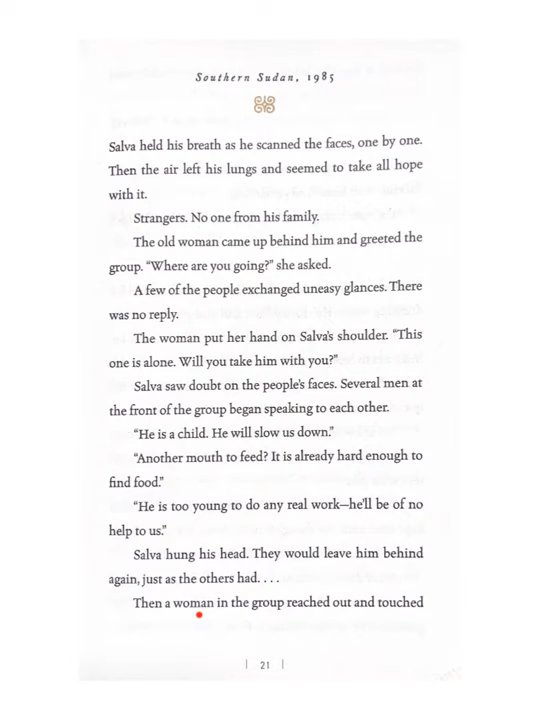 Southern Sudan, 1985
Salva held his breath as he scanned the faces, one by one.
Then the air left his lungs and seemed to take all hope
with it.
Strangers. No one from his family.
The old woman came up behind him and greeted the
group. “Where are you going?” she asked.
A few of the people exchanged uneasy glances. There
was no reply.
The woman put her hand on Salva’s shoulder. “This
one is alone. Will you take him with you?”
Salva saw doubt on the people’s faces. Several men at
the front of the group began speaking to each other.
“He is a child. He will slow us down.”
“Another mouth to feed? It is already hard enough to
find food.”
“He is too young to do any real work—he’ll be of no
help to us.”
Salva hung his head. They would leave him behind
again, just as the others had. . . .
Then a woman in the group reached out and touched
| 21 |